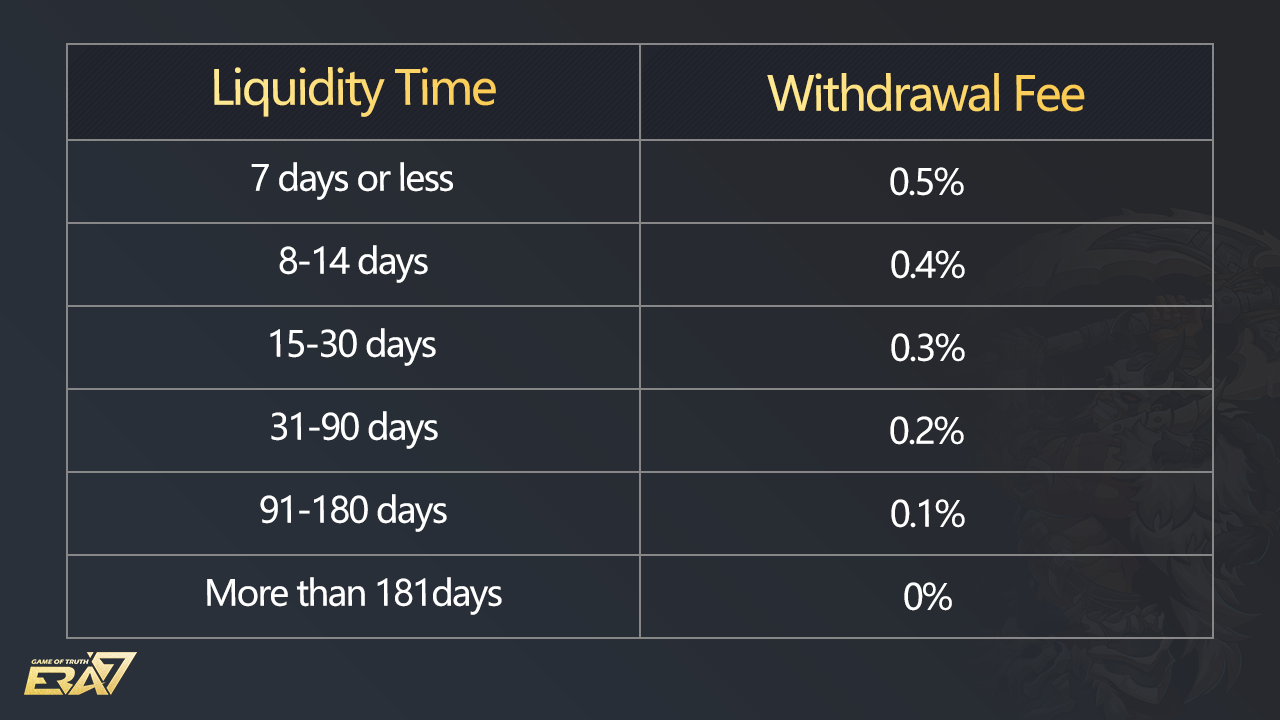 Liquidity Time Withdrawal Fee
7 days or less 0.5%
8-14 days 0.4%
15-30 days 0.3%
31-90 days 0.2%
91-180 days 0.1%
More than 181days 0%
GAME OF TRUTH
ERA7